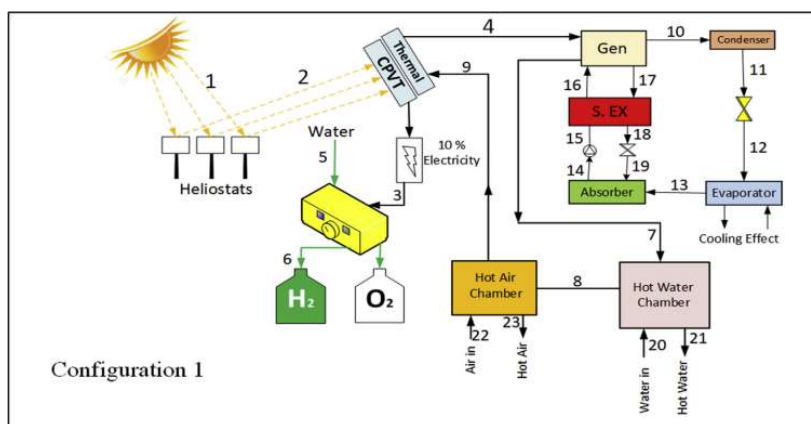 4
10
Condenser
Gen
Thermal
CPVT
9
11
1
2
16
17
S. EX
Water
10 %
Electricity
15
18
12
5
Heliostats
14
19
13
Absorber
Evaporator
3
Cooling Effect
6
7
H2
O2
Hot Air
Chamber
8
Hot Water
Chamber
22
23
20
21
Air in
Hot Air
Water in
Hot Water
Configuration 1